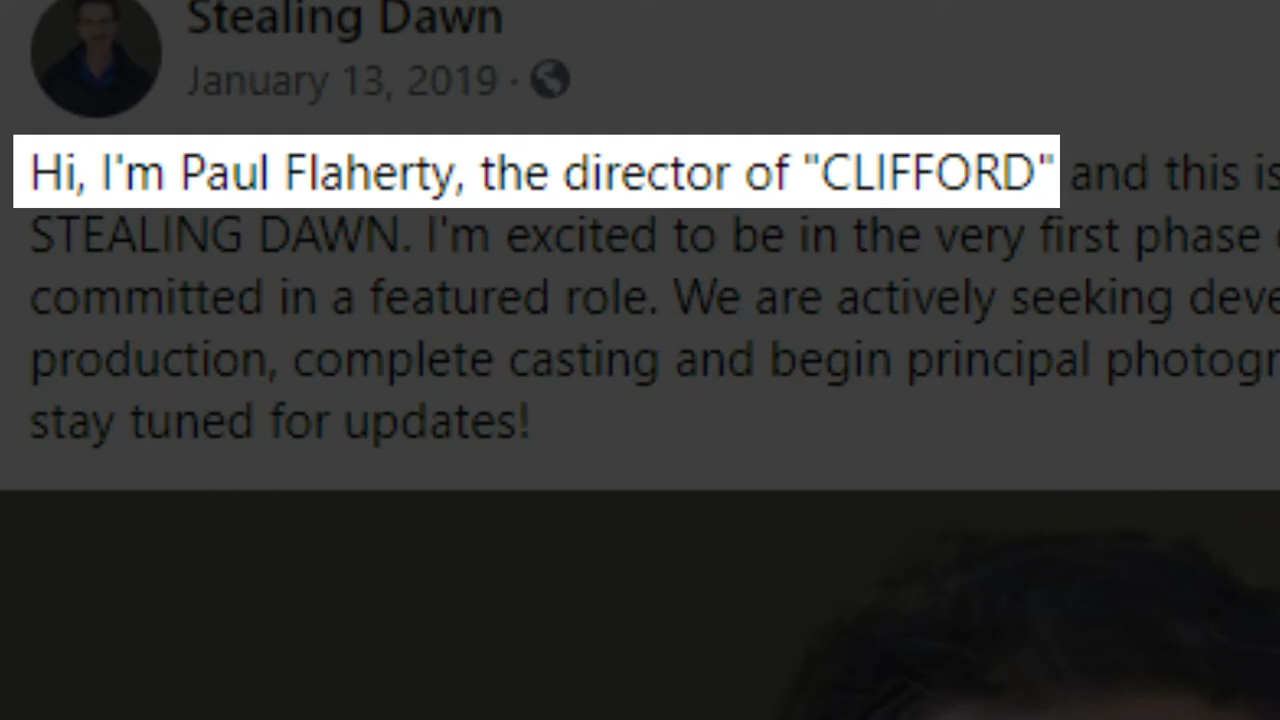 Stealing Dawn
January 13, 2019 ·
Hi, I'm Paul Flaherty, the director of "CLIFFORD" and this is
STEALING DAWN. I'm excited to be in the very first phase
committed in a featured role. We are actively seeking deve
production, complete casting and begin principal photogr
stay tuned for updates!